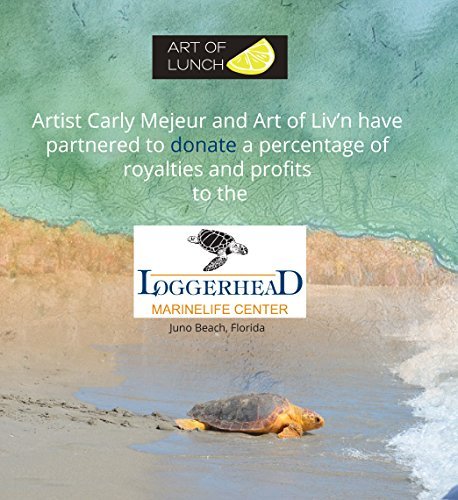 ART OF
LUNCH
Artist Carly Mejeur and Art of Liv'n have
partnered to donate a percentage of
royalties and profits
to the
LOGGERHEAD
MARINELIFE CENTER
Juno Beach, Florida